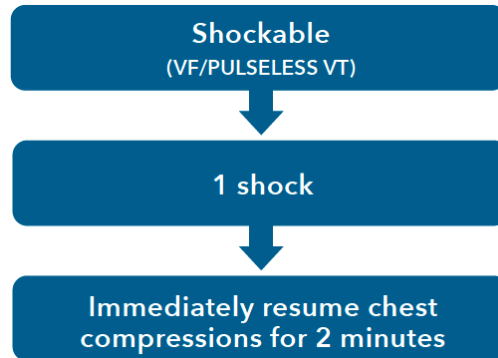 Shockable
(VF/PULSELESS VT)
1 shock
Immediately resume chest
compressions for 2 minutes